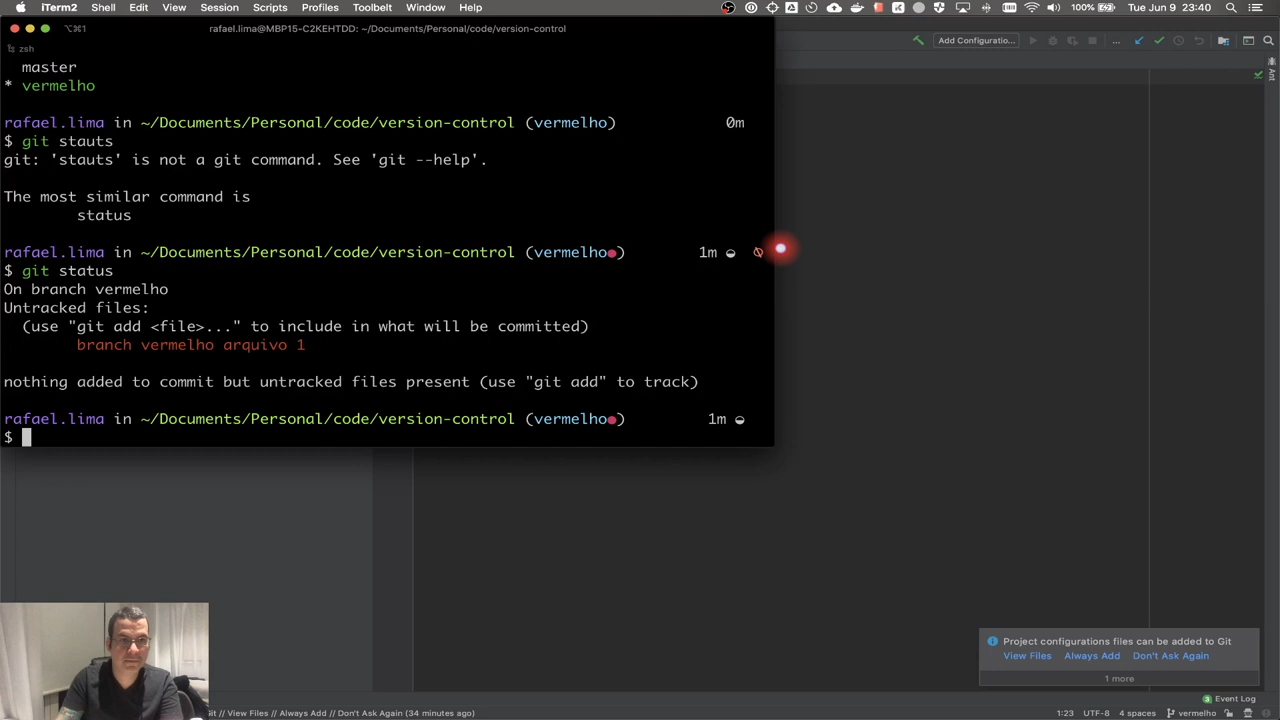 iTerm2 Shell Edit View Session Scripts Profiles Toolbelt Window Help 100% Tue Jun 9 23:40
⌥⌘1 rafael.lima@MBP15-C2KEHTDD: ~/Documents/Personal/code/version-control
zsh
Add Configuratio... ...
Ant
master
* vermelho
rafael.lima in ~/Documents/Personal/code/version-control (vermelho) 0m
$ git stauts
git: 'stauts' is not a git command. See 'git --help'.
The most similar command is
status
rafael.lima in ~/Documents/Personal/code/version-control (vermelho●) 1m
$ git status
On branch vermelho
Untracked files:
(use "git add <file>..." to include in what will be committed)
branch vermelho arquivo 1
nothing added to commit but untracked files present (use "git add" to track)
rafael.lima in ~/Documents/Personal/code/version-control (vermelho●) 1m
$
Project configurations files can be added to Git
View Files Always Add Don't Ask Again
1 more
3 Event Log
Git // View Files // Always Add // Don't Ask Again (34 minutes ago) 1:23 UTF-8 4 spaces vermelho